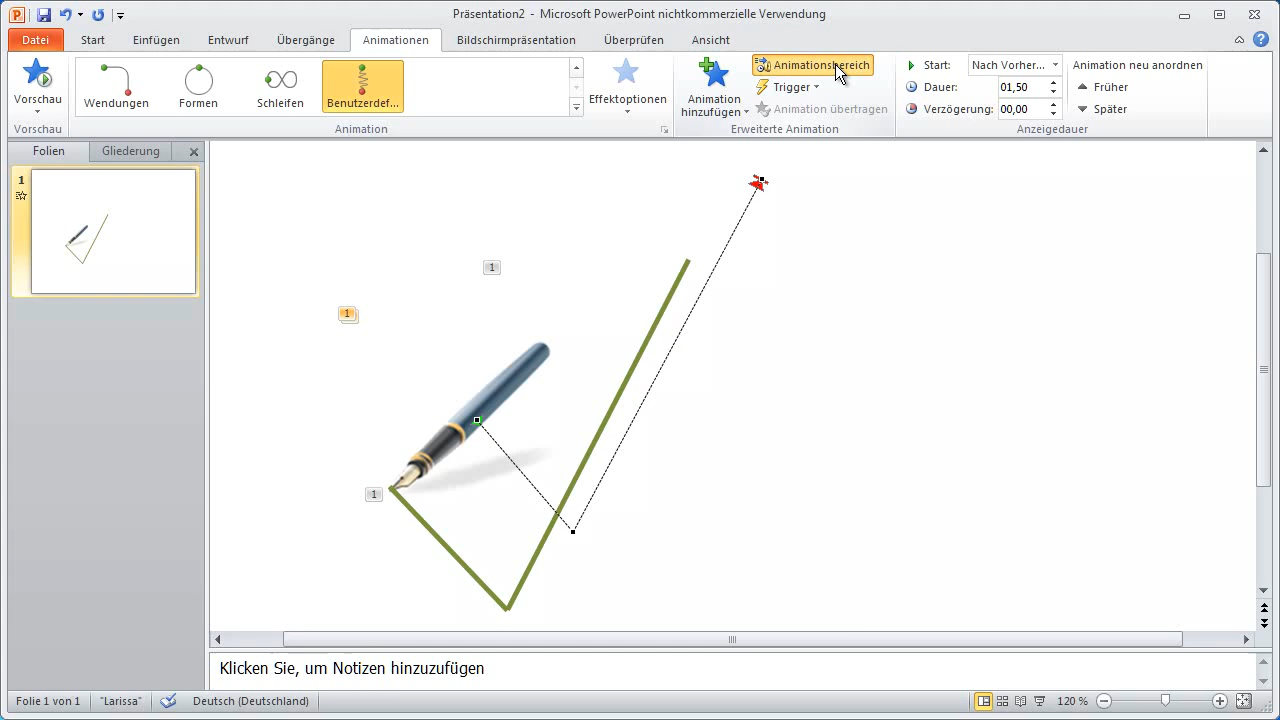 Präsentation2 - Microsoft PowerPoint nichtkommerzielle Verwendung
Datei Start Einfügen Entwurf Übergänge Animationen Bildschirmpräsentation Überprüfen Ansicht
Vorschau Wendungen Formen Schleifen Benutzerdef... Effektoptionen Animation hinzufügen
Animationsbereich
Trigger
Animation übertragen
Start: Nach Vorher...
Dauer: 01,50
Verzögerung: 00,00
Animation neu anordnen
Früher
Später
Vorschau Animation Erweiterte Animation Anzeigedauer
Folien Gliederung
1
1
1
1
Klicken Sie, um Notizen hinzuzufügen
Folie 1 von 1 "Larissa" Deutsch (Deutschland) 120 %